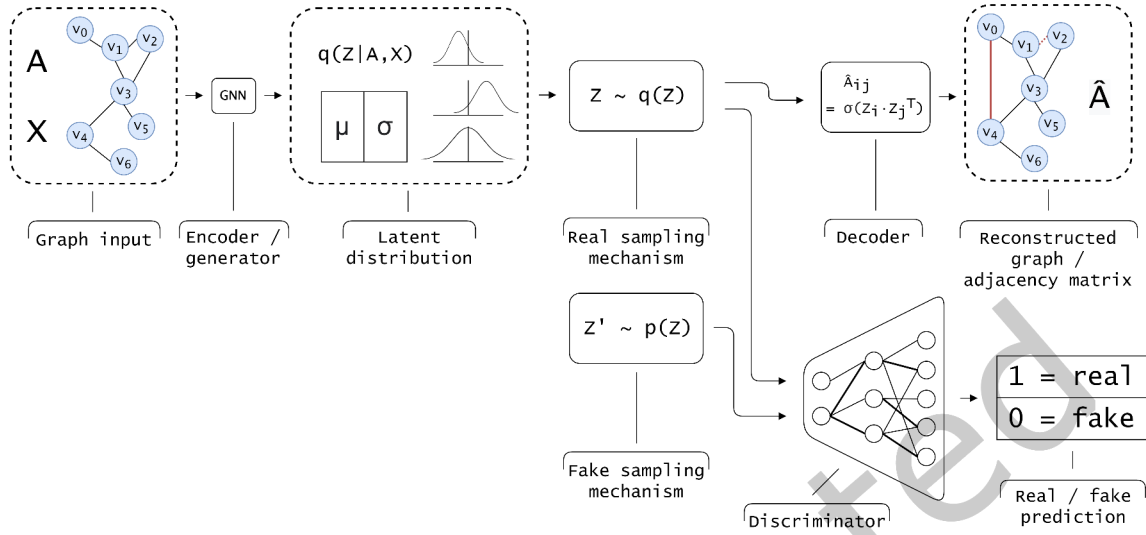 A
X
v0
v1
v2
v3
v4
v5
v6
GNN
q(Z|A,X)
μ σ
Z ~ q(Z)
Âij
= σ(Zi·ZjT)
v0
v1
v2
v3
v4
v5
v6
Â
Graph input
Encoder /
generator
Latent
distribution
Real sampling
mechanism
Decoder
Reconstructed
graph /
adjacency matrix
Z' ~ p(Z)
Fake sampling
mechanism
Discriminator
1 = real
0 = fake
Real / fake
prediction
ted